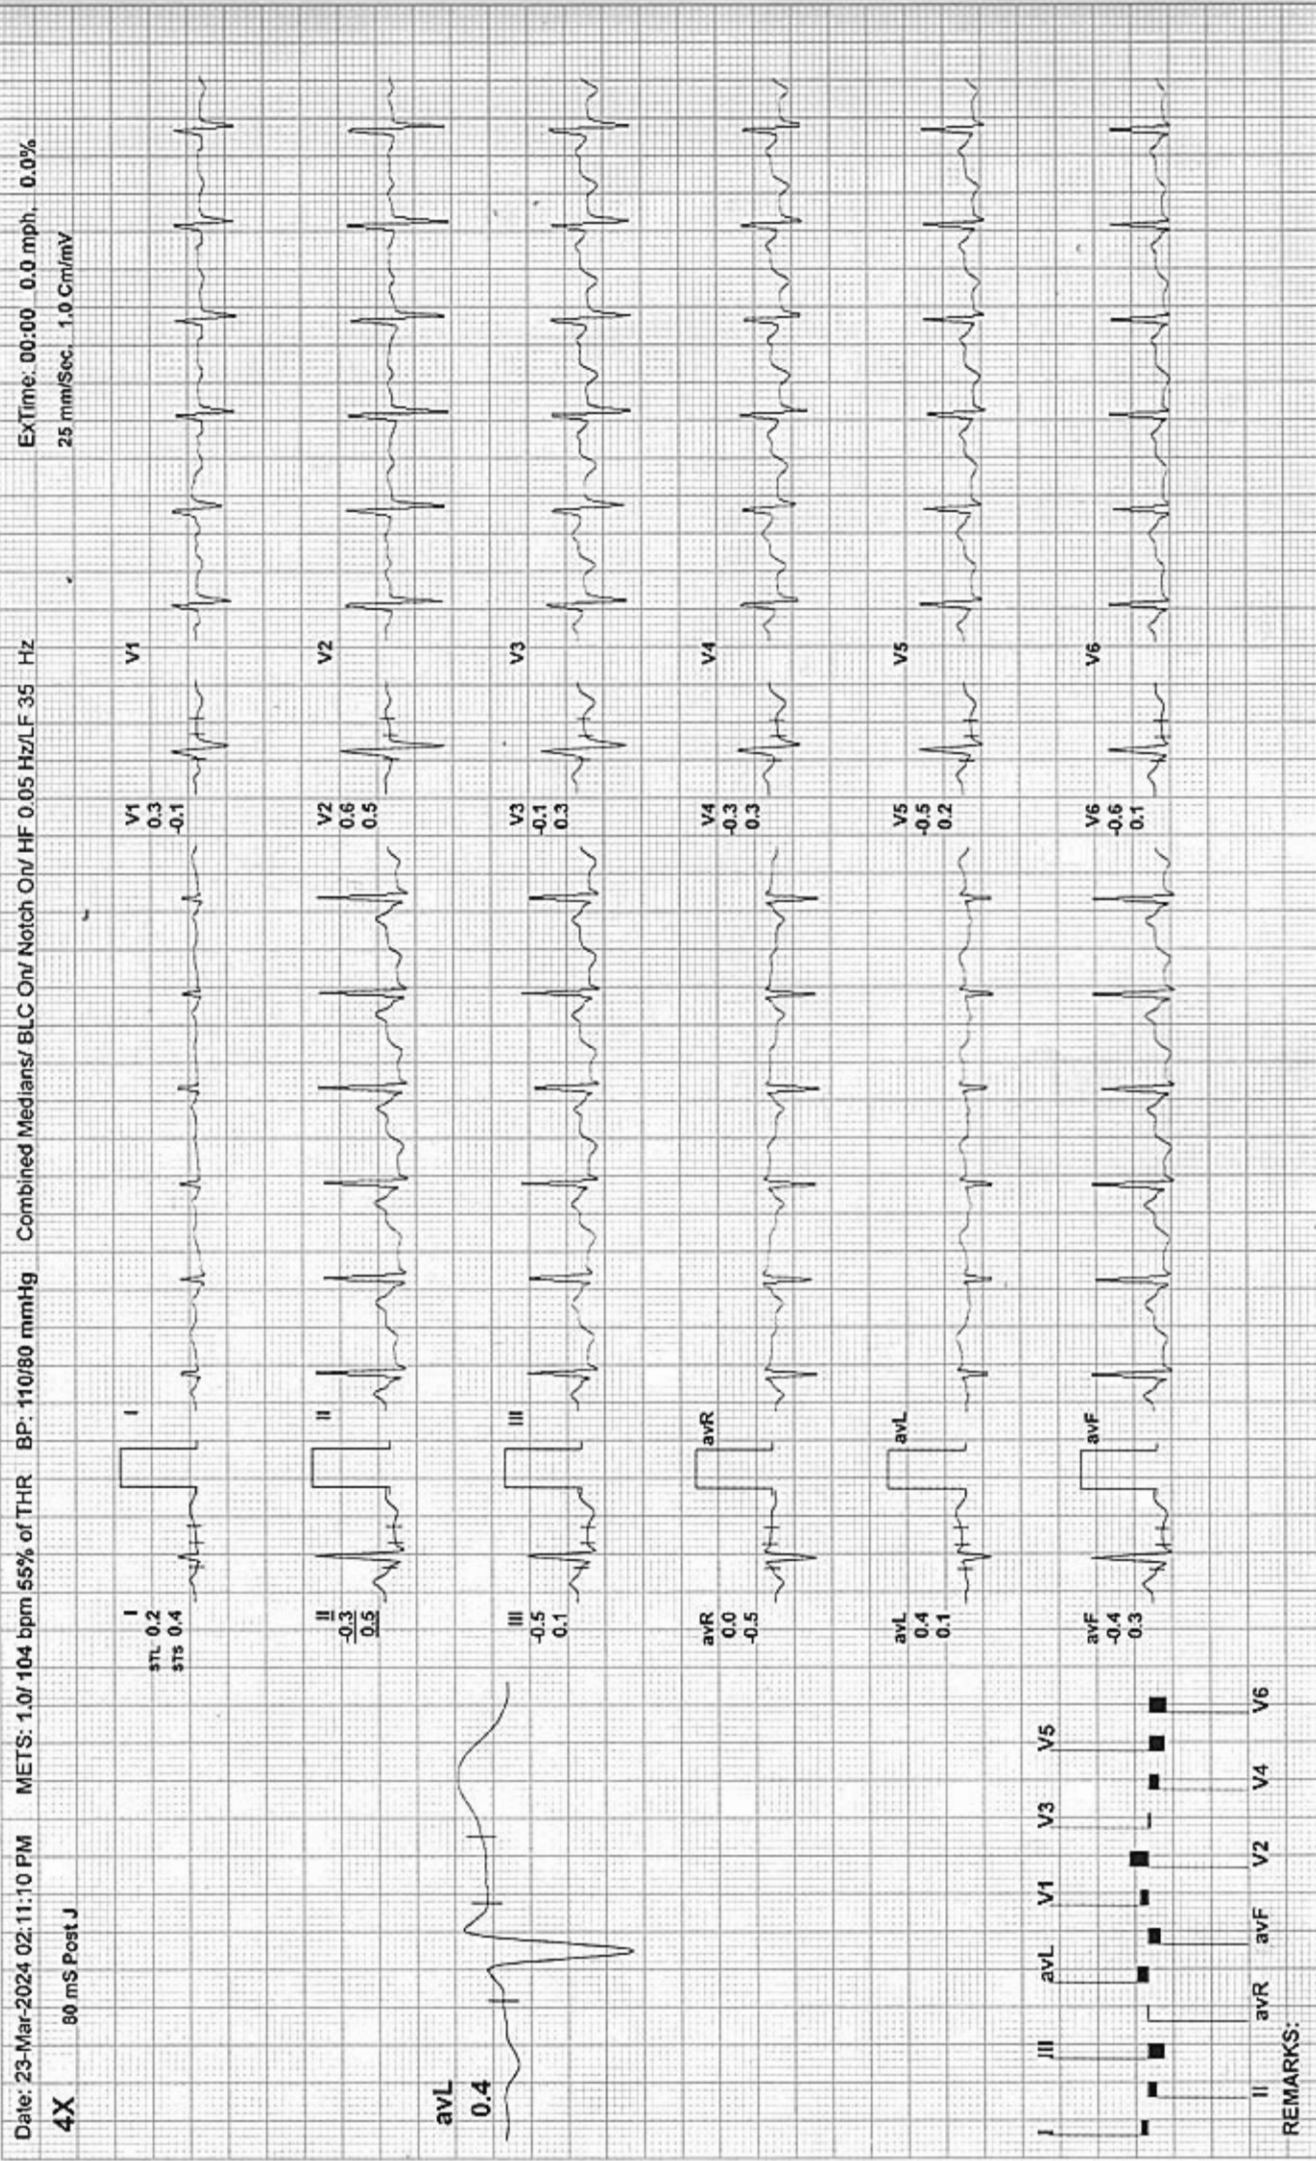 Date: 23-Mar-2024 02:11:10 PM METS: 1.0/ 104 bpm 55% of THR BP: 110/80 mmHg Combined Medians/ BLC On/ Notch On/ HF 0.05 Hz/LF 35 Hz ExTime: 00:00 0.0 mph, 0.0%
4X 80 mS Post J 25 mm/Sec. 1.0 Cm/mV
I
STL 0.2
STS 0.4
I
V1
0.3
-0.1
V1
II
-0.3
0.5
II
V2
0.6
0.5
V2
avL
0.4
III
-0.5
0.1
III
V3
-0.1
0.3
V3
avR
0.0
-0.5
avR
V4
-0.3
0.3
V4
avL
0.4
0.1
avL
V5
-0.5
0.2
V5
avF
-0.4
0.3
avF
V6
-0.6
0.1
V6
I III avL V1 V3 V5
II avR avF V2 V4 V6
REMARKS: